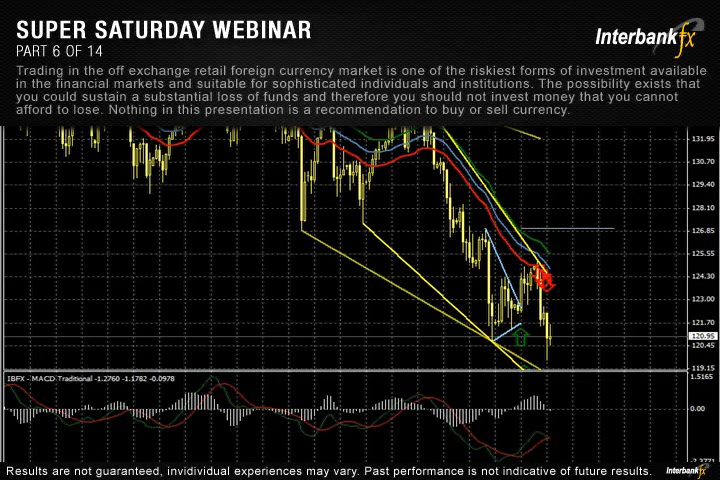 SUPER SATURDAY WEBINAR
PART 6 OF 14
Interbankfx
Trading in the off exchange retail foreign currency market is one of the riskiest forms of investment available
in the financial markets and suitable for sophisticated individuals and institutions. The possibility exists that
you could sustain a substantial loss of funds and therefore you should not invest money that you cannot
afford to lose. Nothing in this presentation is a recommendation to buy or sell currency.
131.95
130.70
129.40
128.10
126.85
125.55
124.30
123.00
121.70
120.95
120.45
119.15
IBFX - MACD Traditional -1.2760 -1.1782 -0.0978
1.5165
0.00
Results are not guaranteed, invidividual experiences may vary. Past performance is not indicative of future results.
Interbankfx